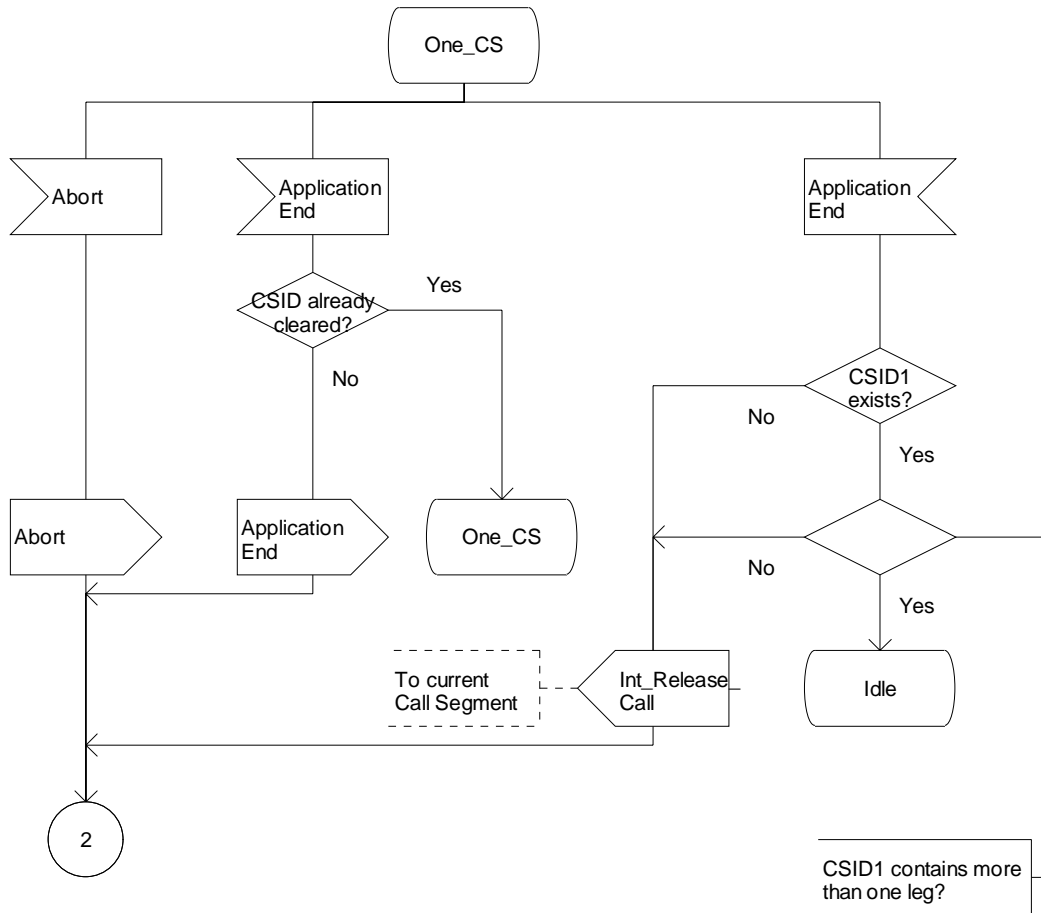 One_CS
Abort
Application
End
Application
End
CSID already
cleared?
Yes
No
CSID1
exists?
No
Yes
Abort
Application
End
One_CS
No
Yes
To current
Call Segment
Int_Release
Call
Idle
2
CSID1 contains more
than one leg?